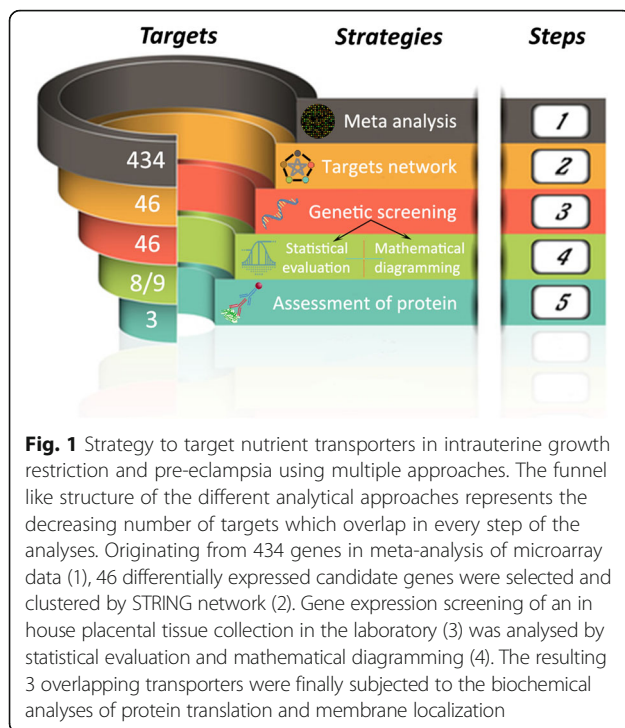 Targets Strategies Steps
434 Meta analysis 1
46 Targets network 2
46 Genetic screening 3
8/9 Statistical evaluation Mathematical diagramming 4
3 Assessment of protein 5
Fig. 1 Strategy to target nutrient transporters in intrauterine growth
restriction and pre-eclampsia using multiple approaches. The funnel
like structure of the different analytical approaches represents the
decreasing number of targets which overlap in every step of the
analyses. Originating from 434 genes in meta-analysis of microarray
data (1), 46 differentially expressed candidate genes were selected and
clustered by STRING network (2). Gene expression screening of an in
house placental tissue collection in the laboratory (3) was analysed by
statistical evaluation and mathematical diagramming (4). The resulting
3 overlapping transporters were finally subjected to the biochemical
analyses of protein translation and membrane localization